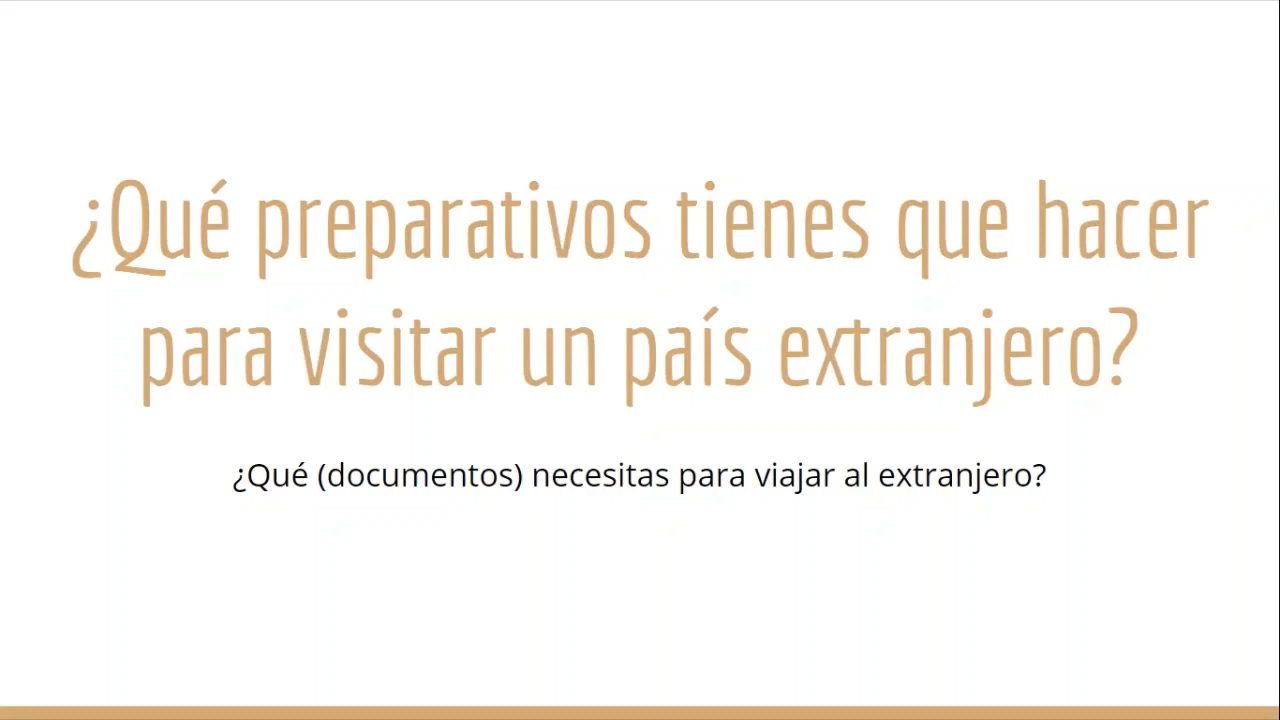 ¿Qué preparativos tienes que hacer
para visitar un país extranjero?
¿Qué (documentos) necesitas para viajar al extranjero?